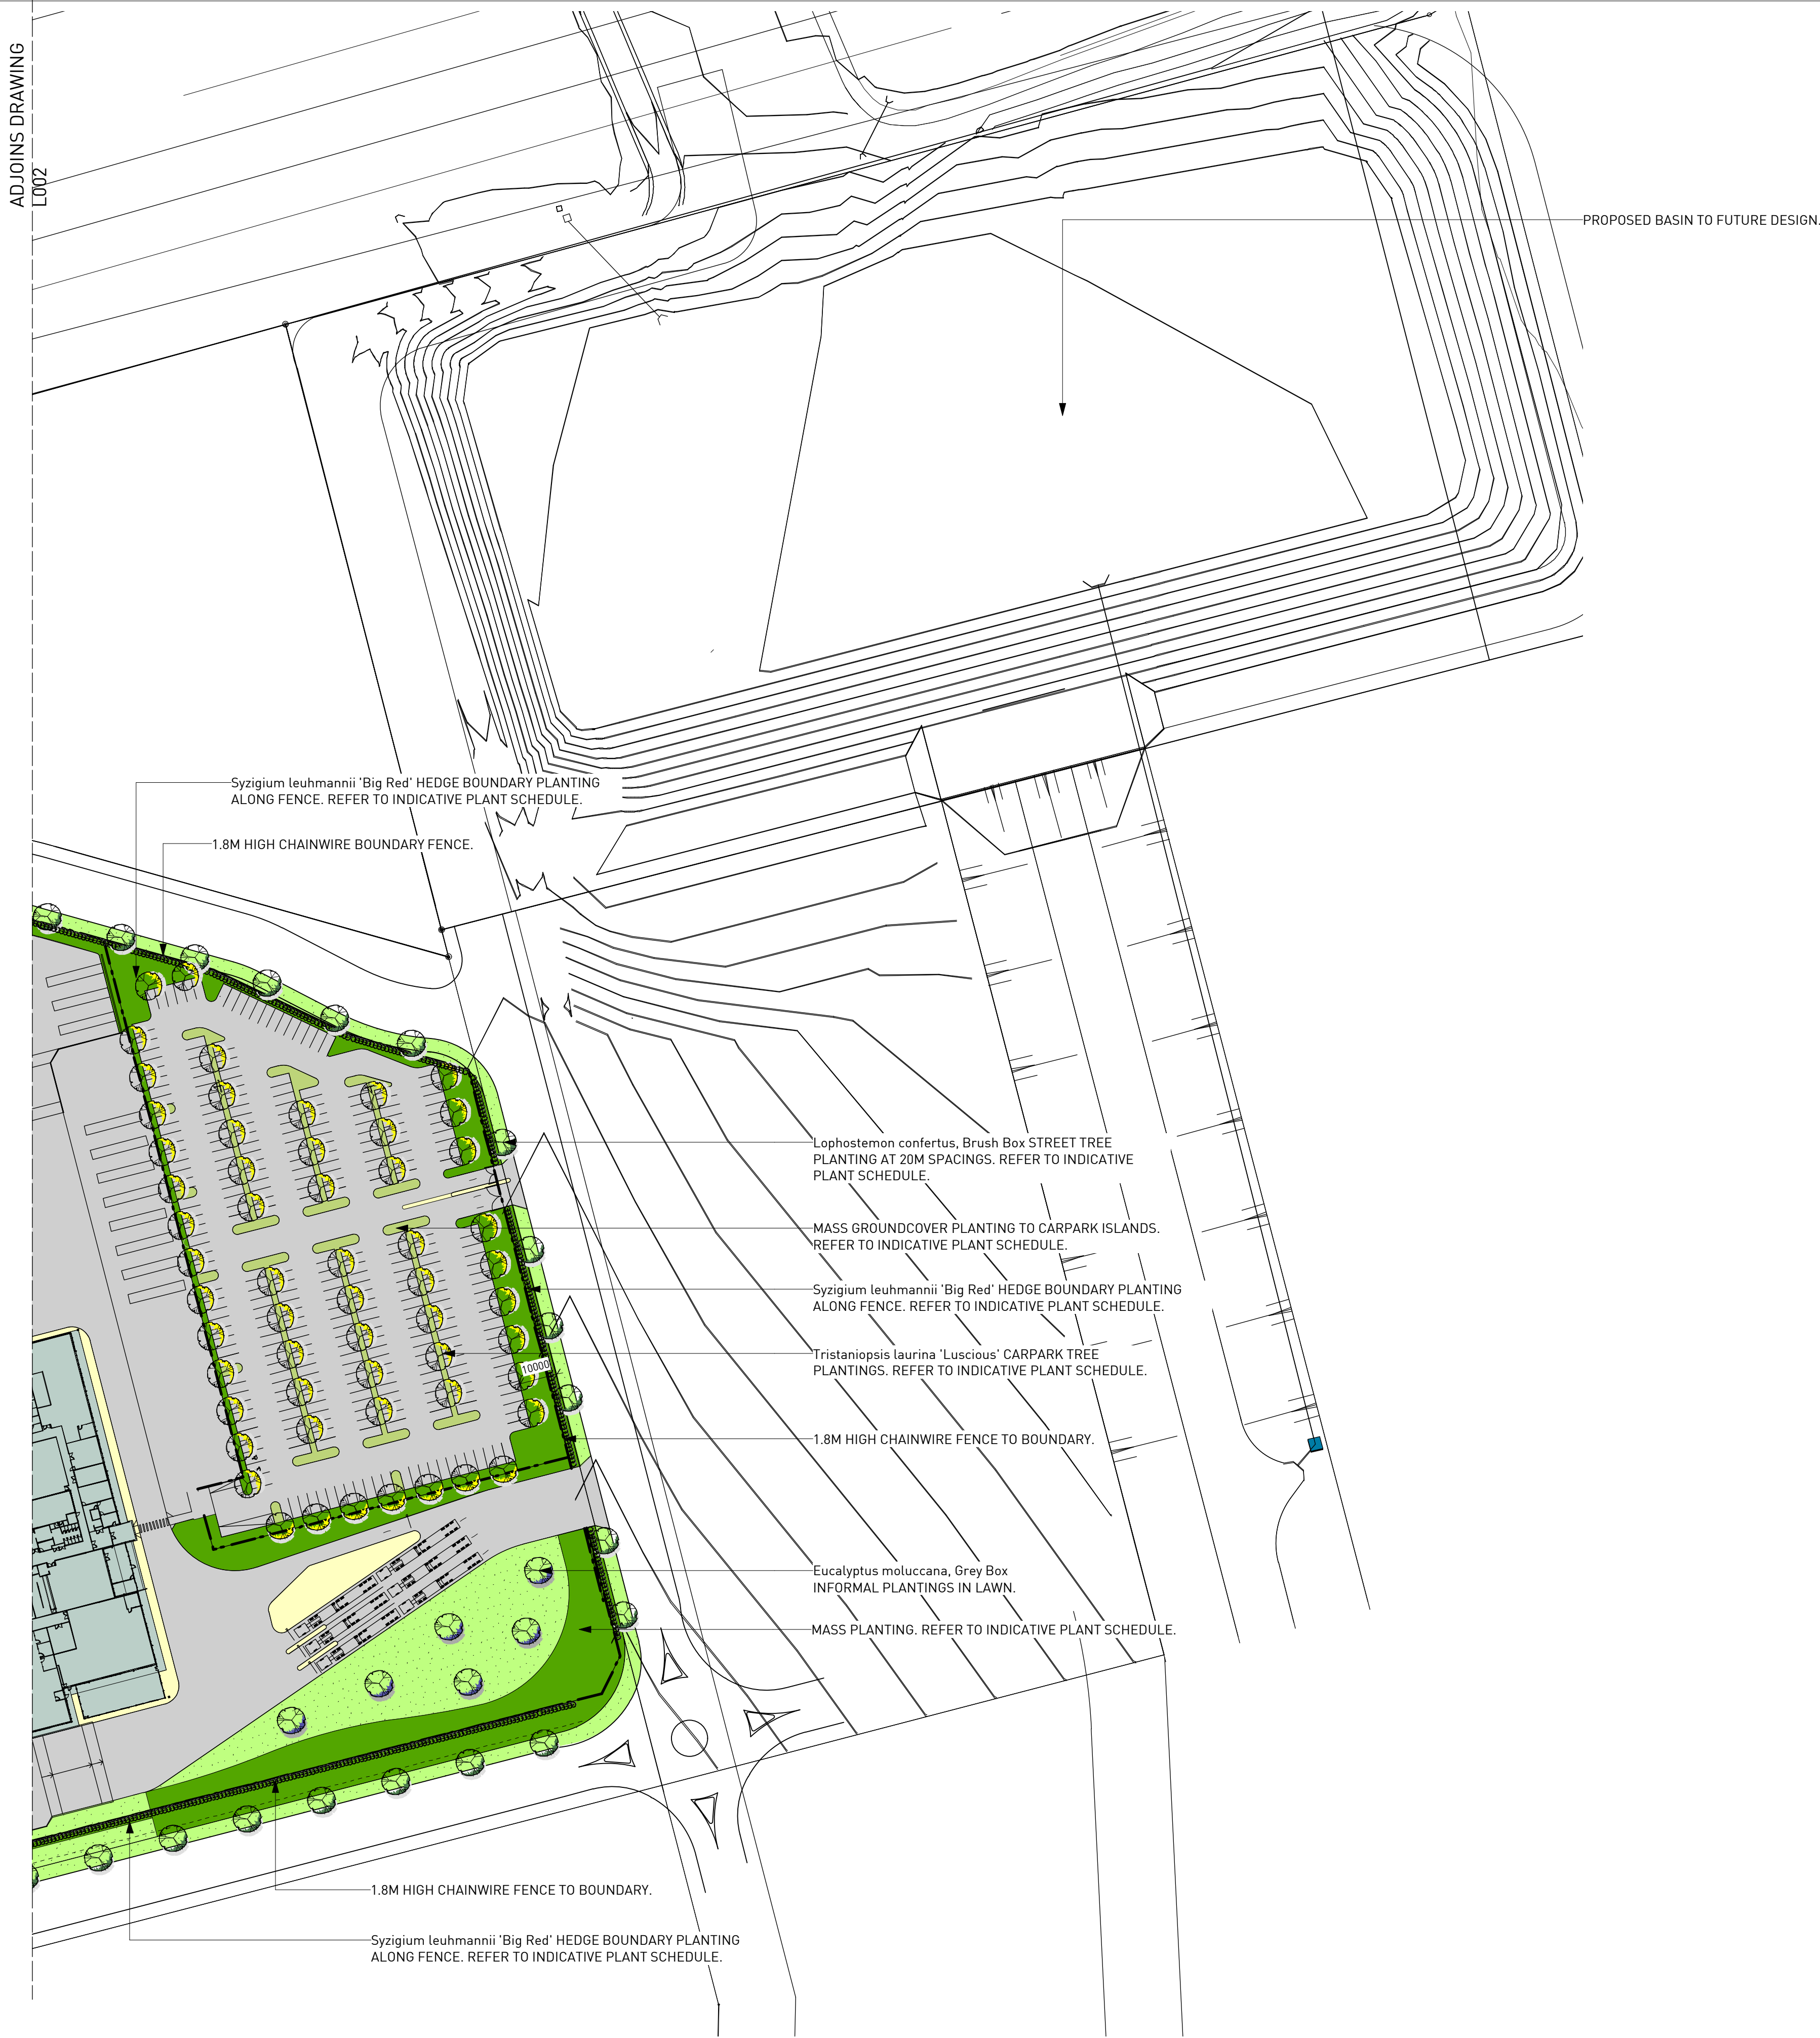 ADJOINS DRAWING
L002
PROPOSED BASIN TO FUTURE DESIGN.
Syzigium leuhmannii 'Big Red' HEDGE BOUNDARY PLANTING
ALONG FENCE. REFER TO INDICATIVE PLANT SCHEDULE.
1.8M HIGH CHAINWIRE BOUNDARY FENCE.
Lophostemon confertus, Brush Box STREET TREE
PLANTING AT 20M SPACINGS. REFER TO INDICATIVE
PLANT SCHEDULE.
MASS GROUNDCOVER PLANTING TO CARPARK ISLANDS.
REFER TO INDICATIVE PLANT SCHEDULE.
Syzigium leuhmannii 'Big Red' HEDGE BOUNDARY PLANTING
ALONG FENCE. REFER TO INDICATIVE PLANT SCHEDULE.
Tristaniopsis laurina 'Luscious' CARPARK TREE
PLANTINGS. REFER TO INDICATIVE PLANT SCHEDULE.
10000
1.8M HIGH CHAINWIRE FENCE TO BOUNDARY.
Eucalyptus moluccana, Grey Box
INFORMAL PLANTINGS IN LAWN.
MASS PLANTING. REFER TO INDICATIVE PLANT SCHEDULE.
1.8M HIGH CHAINWIRE FENCE TO BOUNDARY.
Syzigium leuhmannii 'Big Red' HEDGE BOUNDARY PLANTING
ALONG FENCE. REFER TO INDICATIVE PLANT SCHEDULE.